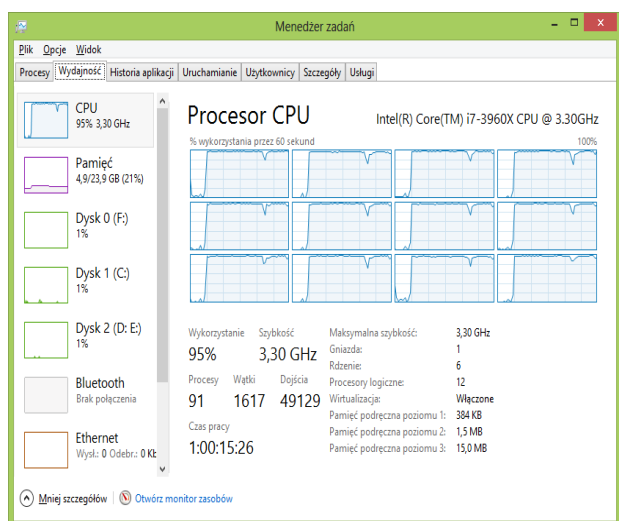 Menedżer zadań
Plik Opcje Widok
Procesy Wydajność Historia aplikacji Uruchamianie Użytkownicy Szczegóły Usługi
CPU
95% 3,30 GHz
Pamięć
4,9/23,9 GB (21%)
Dysk 0 (F:)
1%
Dysk 1 (C:)
1%
Dysk 2 (D: E:)
1%
Bluetooth
Brak połączenia
Ethernet
Wysł.: 0 Odebr.: 0 Kb
Procesor CPU
Intel(R) Core(TM) i7-3960X CPU @ 3.30GHz
% wykorzystania przez 60 sekund 100%
Wykorzystanie Szybkość
95% 3,30 GHz
Procesy Wątki Dojścia
91 1617 49129
Czas pracy
1:00:15:26
Maksymalna szybkość: 3,30 GHz
Gniazda: 1
Rdzenie: 6
Procesory logiczne: 12
Wirtualizacja: Włączone
Pamięć podręczna poziomu 1: 384 KB
Pamięć podręczna poziomu 2: 1,5 MB
Pamięć podręczna poziomu 3: 15,0 MB
Mniej szczegółów Otwórz monitor zasobów